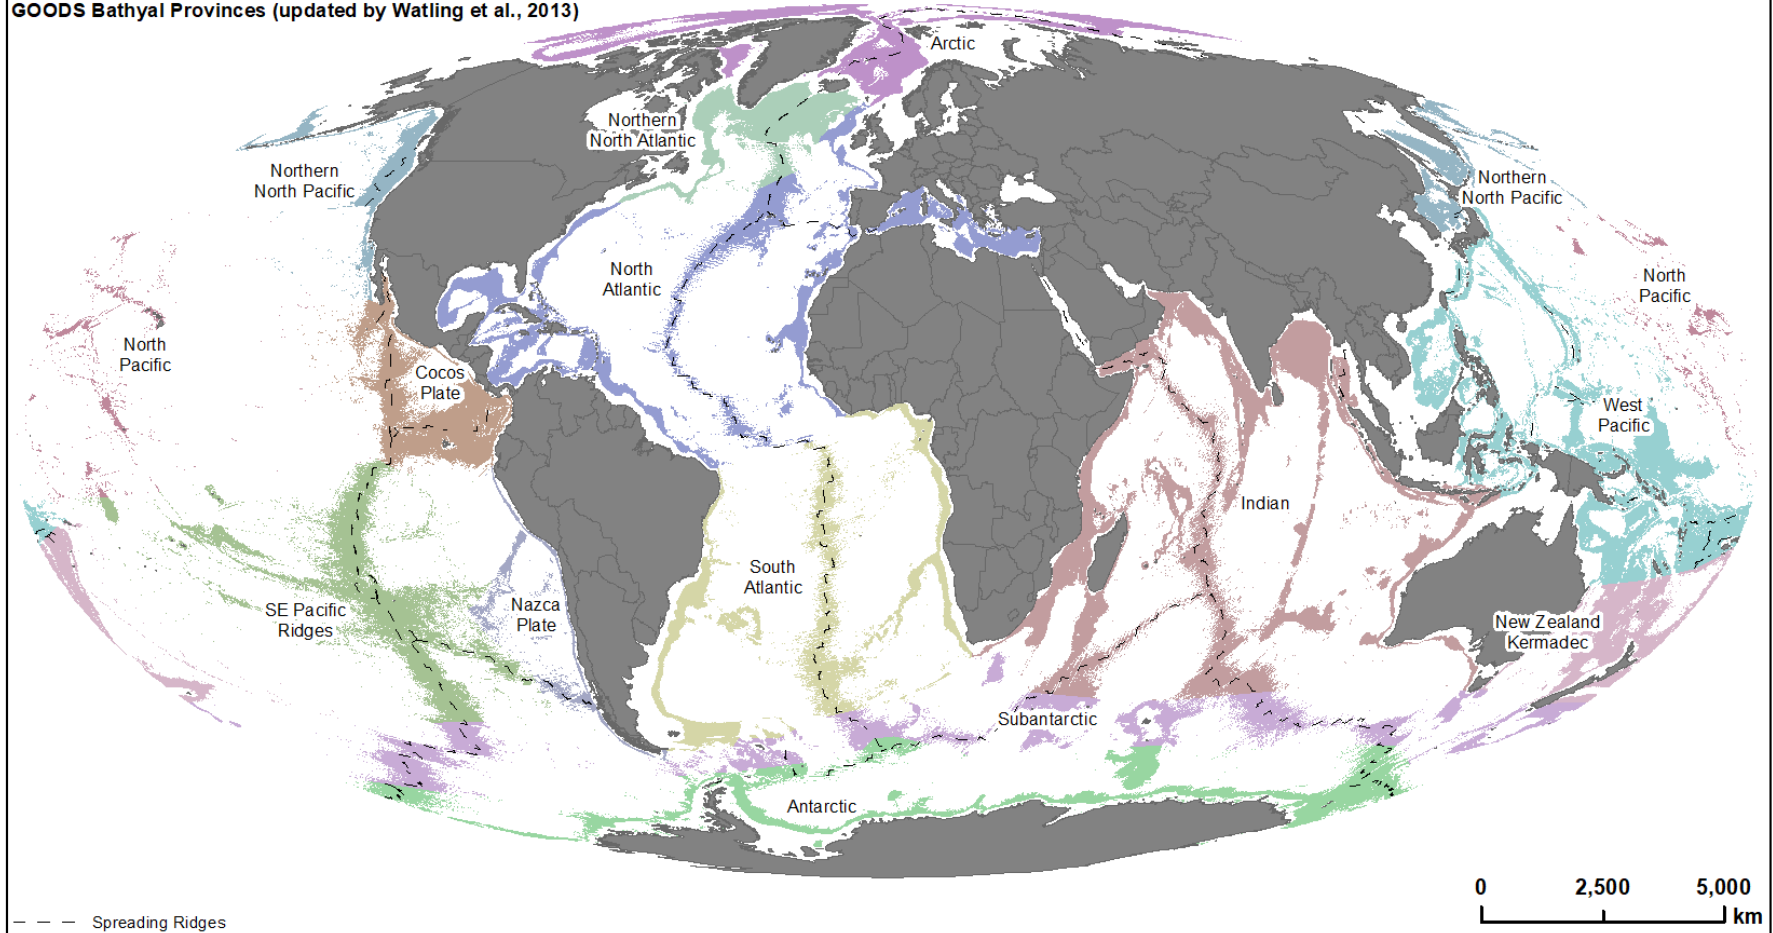 GOODS Bathyal Provinces (updated by Watling et al., 2013)
Arctic
Northern
North Atlantic
Northern
North Pacific
Northern
North Pacific
North
Atlantic
North
Pacific
North
Pacific
Cocos
Plate
West
Pacific
Indian
South
Atlantic
SE Pacific
Ridges
Nazca
Plate
New Zealand
Kermadec
Subantarctic
Antarctic
0 2,500 5,000
km
Spreading Ridges